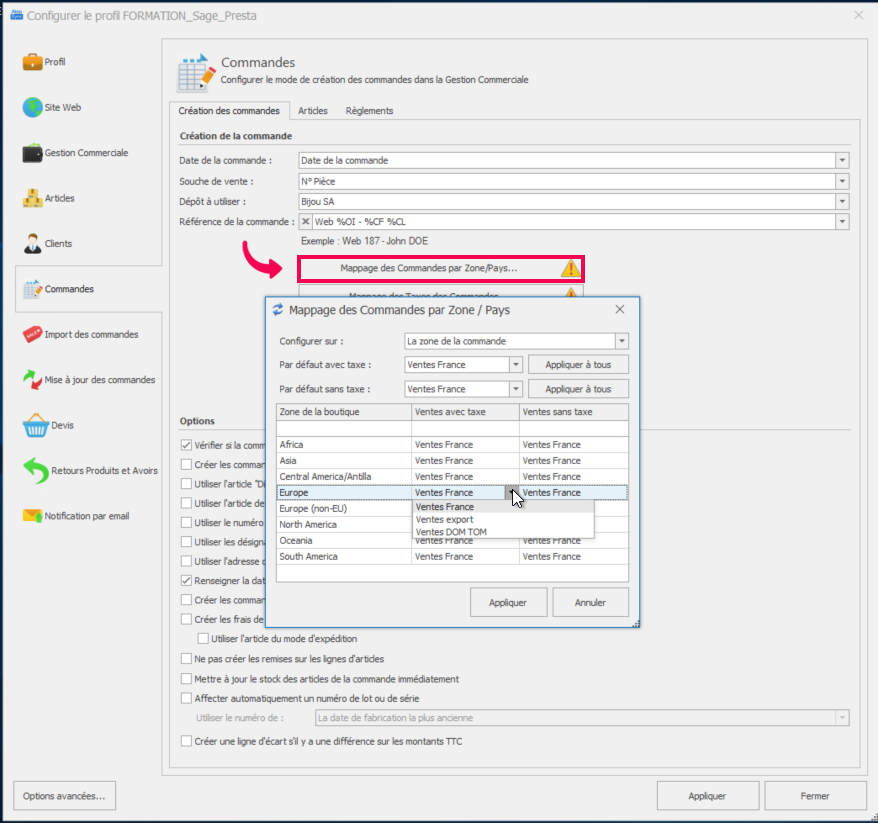 Configurer le profil FORMATION_Sage_Presta
Profil
Site Web
Gestion Commerciale
Articles
Clients
Commandes
Import des commandes
Mise à jour des commandes
Devis
Retours Produits et Avoirs
Notification par email
Commandes
Configurer le mode de création des commandes dans la Gestion Commerciale
Création des commandes Articles Règlements
Création de la commande
Date de la commande : Date de la commande
Souche de vente : N° Pièce
Dépôt à utiliser : Bijou SA
Référence de la commande : Web %OI - %CF %CL
Exemple : Web 187 - John DOE
Mappage des Commandes par Zone/Pays...
Mappage des Taxes des Commandes
Mappage des Commandes par Zone / Pays
Configurer sur : La zone de la commande
Par défaut avec taxe : Ventes France Appliquer à tous
Par défaut sans taxe : Ventes France Appliquer à tous
Zone de la boutique Ventes avec taxe Ventes sans taxe
Africa Ventes France Ventes France
Asia Ventes France Ventes France
Central America/Antilla Ventes France Ventes France
Europe Ventes France Ventes France
Europe (non-EU)
North America
Oceania Ventes France Ventes France
South America Ventes France Ventes France
Ventes France
Ventes export
Ventes DOM TOM
Appliquer Annuler
Options
Vérifier si la comm
Créer les comman
Utiliser l'article "Di
Utiliser l'article de
Utiliser le numéro
Utiliser les désigna
Utiliser l'adresse d
Renseigner la dat
Créer les comman
Créer les frais de
Utiliser l'article du mode d'expédition
Ne pas créer les remises sur les lignes d'articles
Mettre à jour le stock des articles de la commande immédiatement
Affecter automatiquement un numéro de lot ou de série
Utiliser le numéro de : La date de fabrication la plus ancienne
Créer une ligne d'écart s'il y a une différence sur les montants TTC
Options avancées... Appliquer Fermer